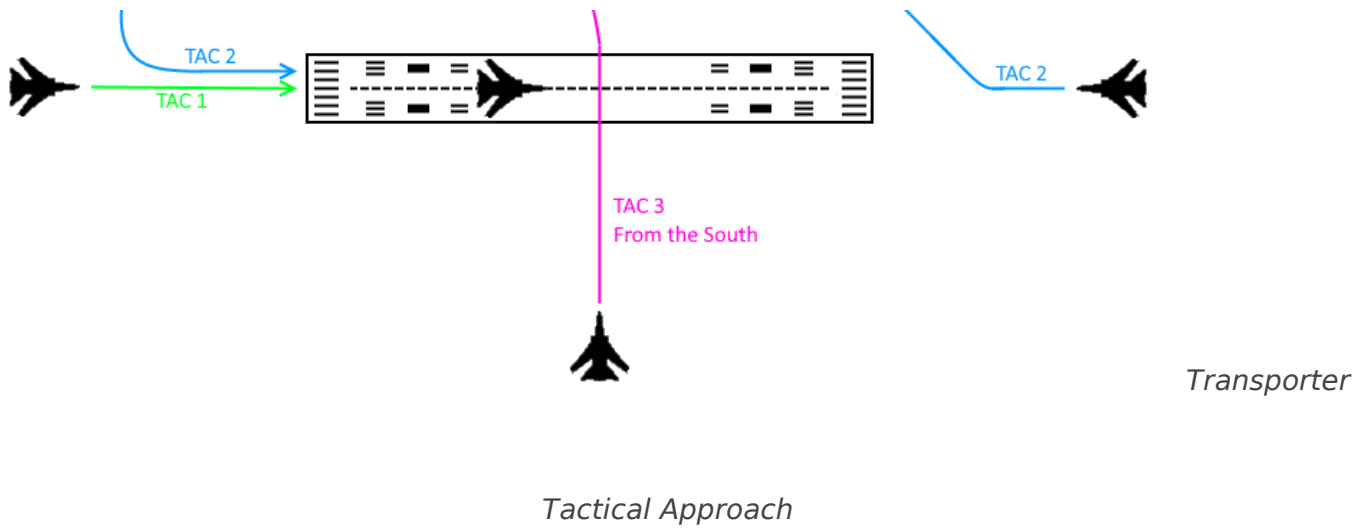 TAC 2
TAC 1
TAC 2
TAC 3
From the South
Transporter
Tactical Approach